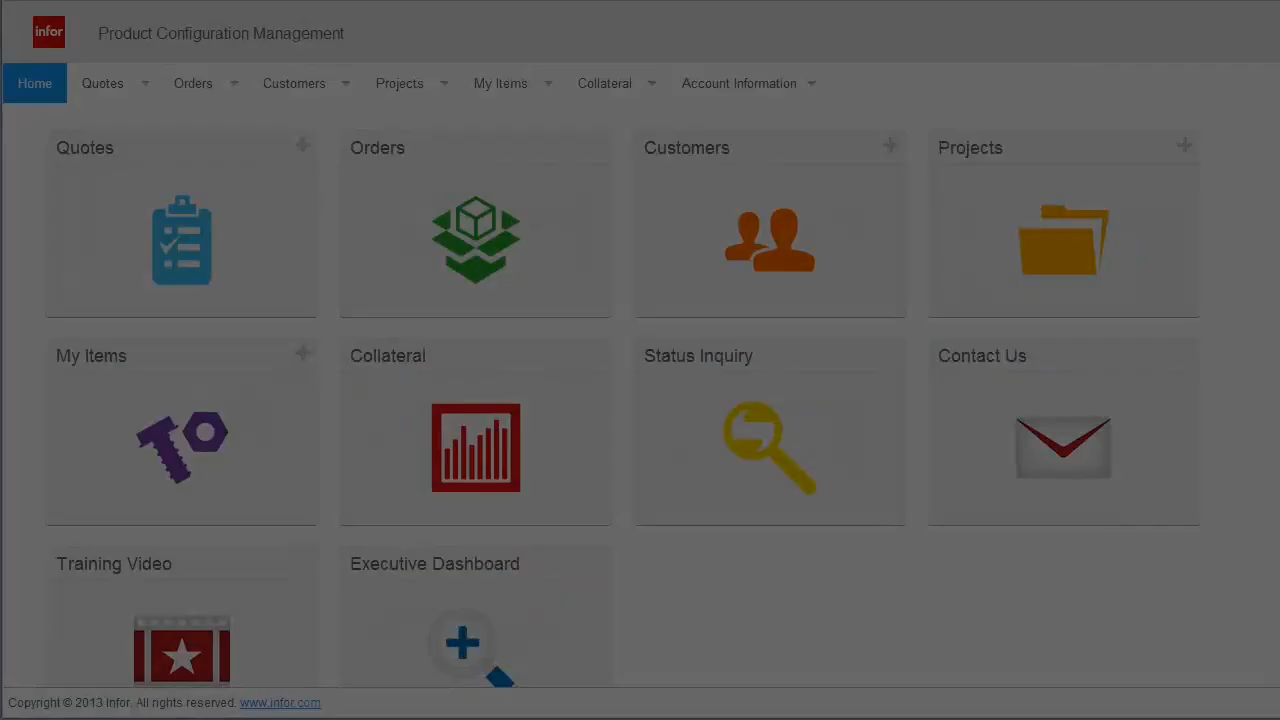 infor
Product Configuration Management
Home Quotes Orders Customers Projects My Items Collateral Account Information
Quotes Orders Customers Projects
My Items Collateral Status Inquiry Contact Us
Training Video Executive Dashboard
Copyright © 2013 Infor. All rights reserved. www.infor.com